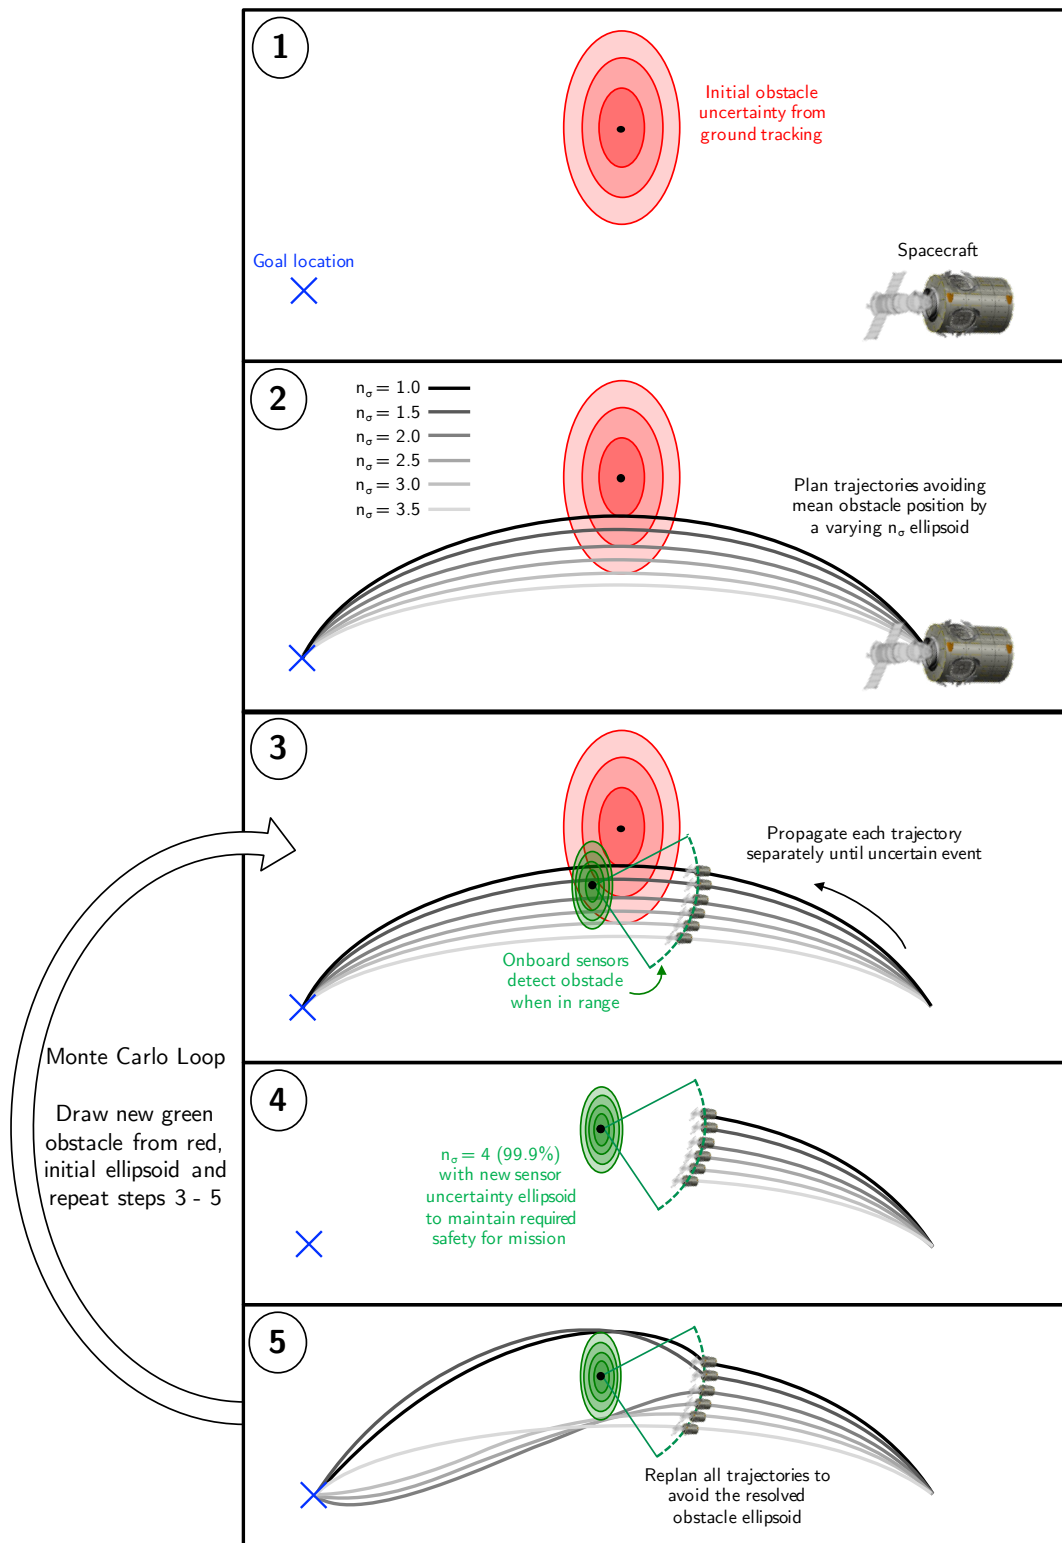 1
Initial obstacle
uncertainty from
ground tracking
Goal location
Spacecraft
2
nσ = 1.0
nσ = 1.5
nσ = 2.0
nσ = 2.5
nσ = 3.0
nσ = 3.5
Plan trajectories avoiding
mean obstacle position by
a varying nσ ellipsoid
3
Propagate each trajectory
separately until uncertain event
Onboard sensors
detect obstacle
when in range
Monte Carlo Loop
Draw new green
obstacle from red,
initial ellipsoid and
repeat steps 3 - 5
4
nσ = 4 (99.9%)
with new sensor
uncertainty ellipsoid
to maintain required
safety for mission
5
Replan all trajectories to
avoid the resolved
obstacle ellipsoid